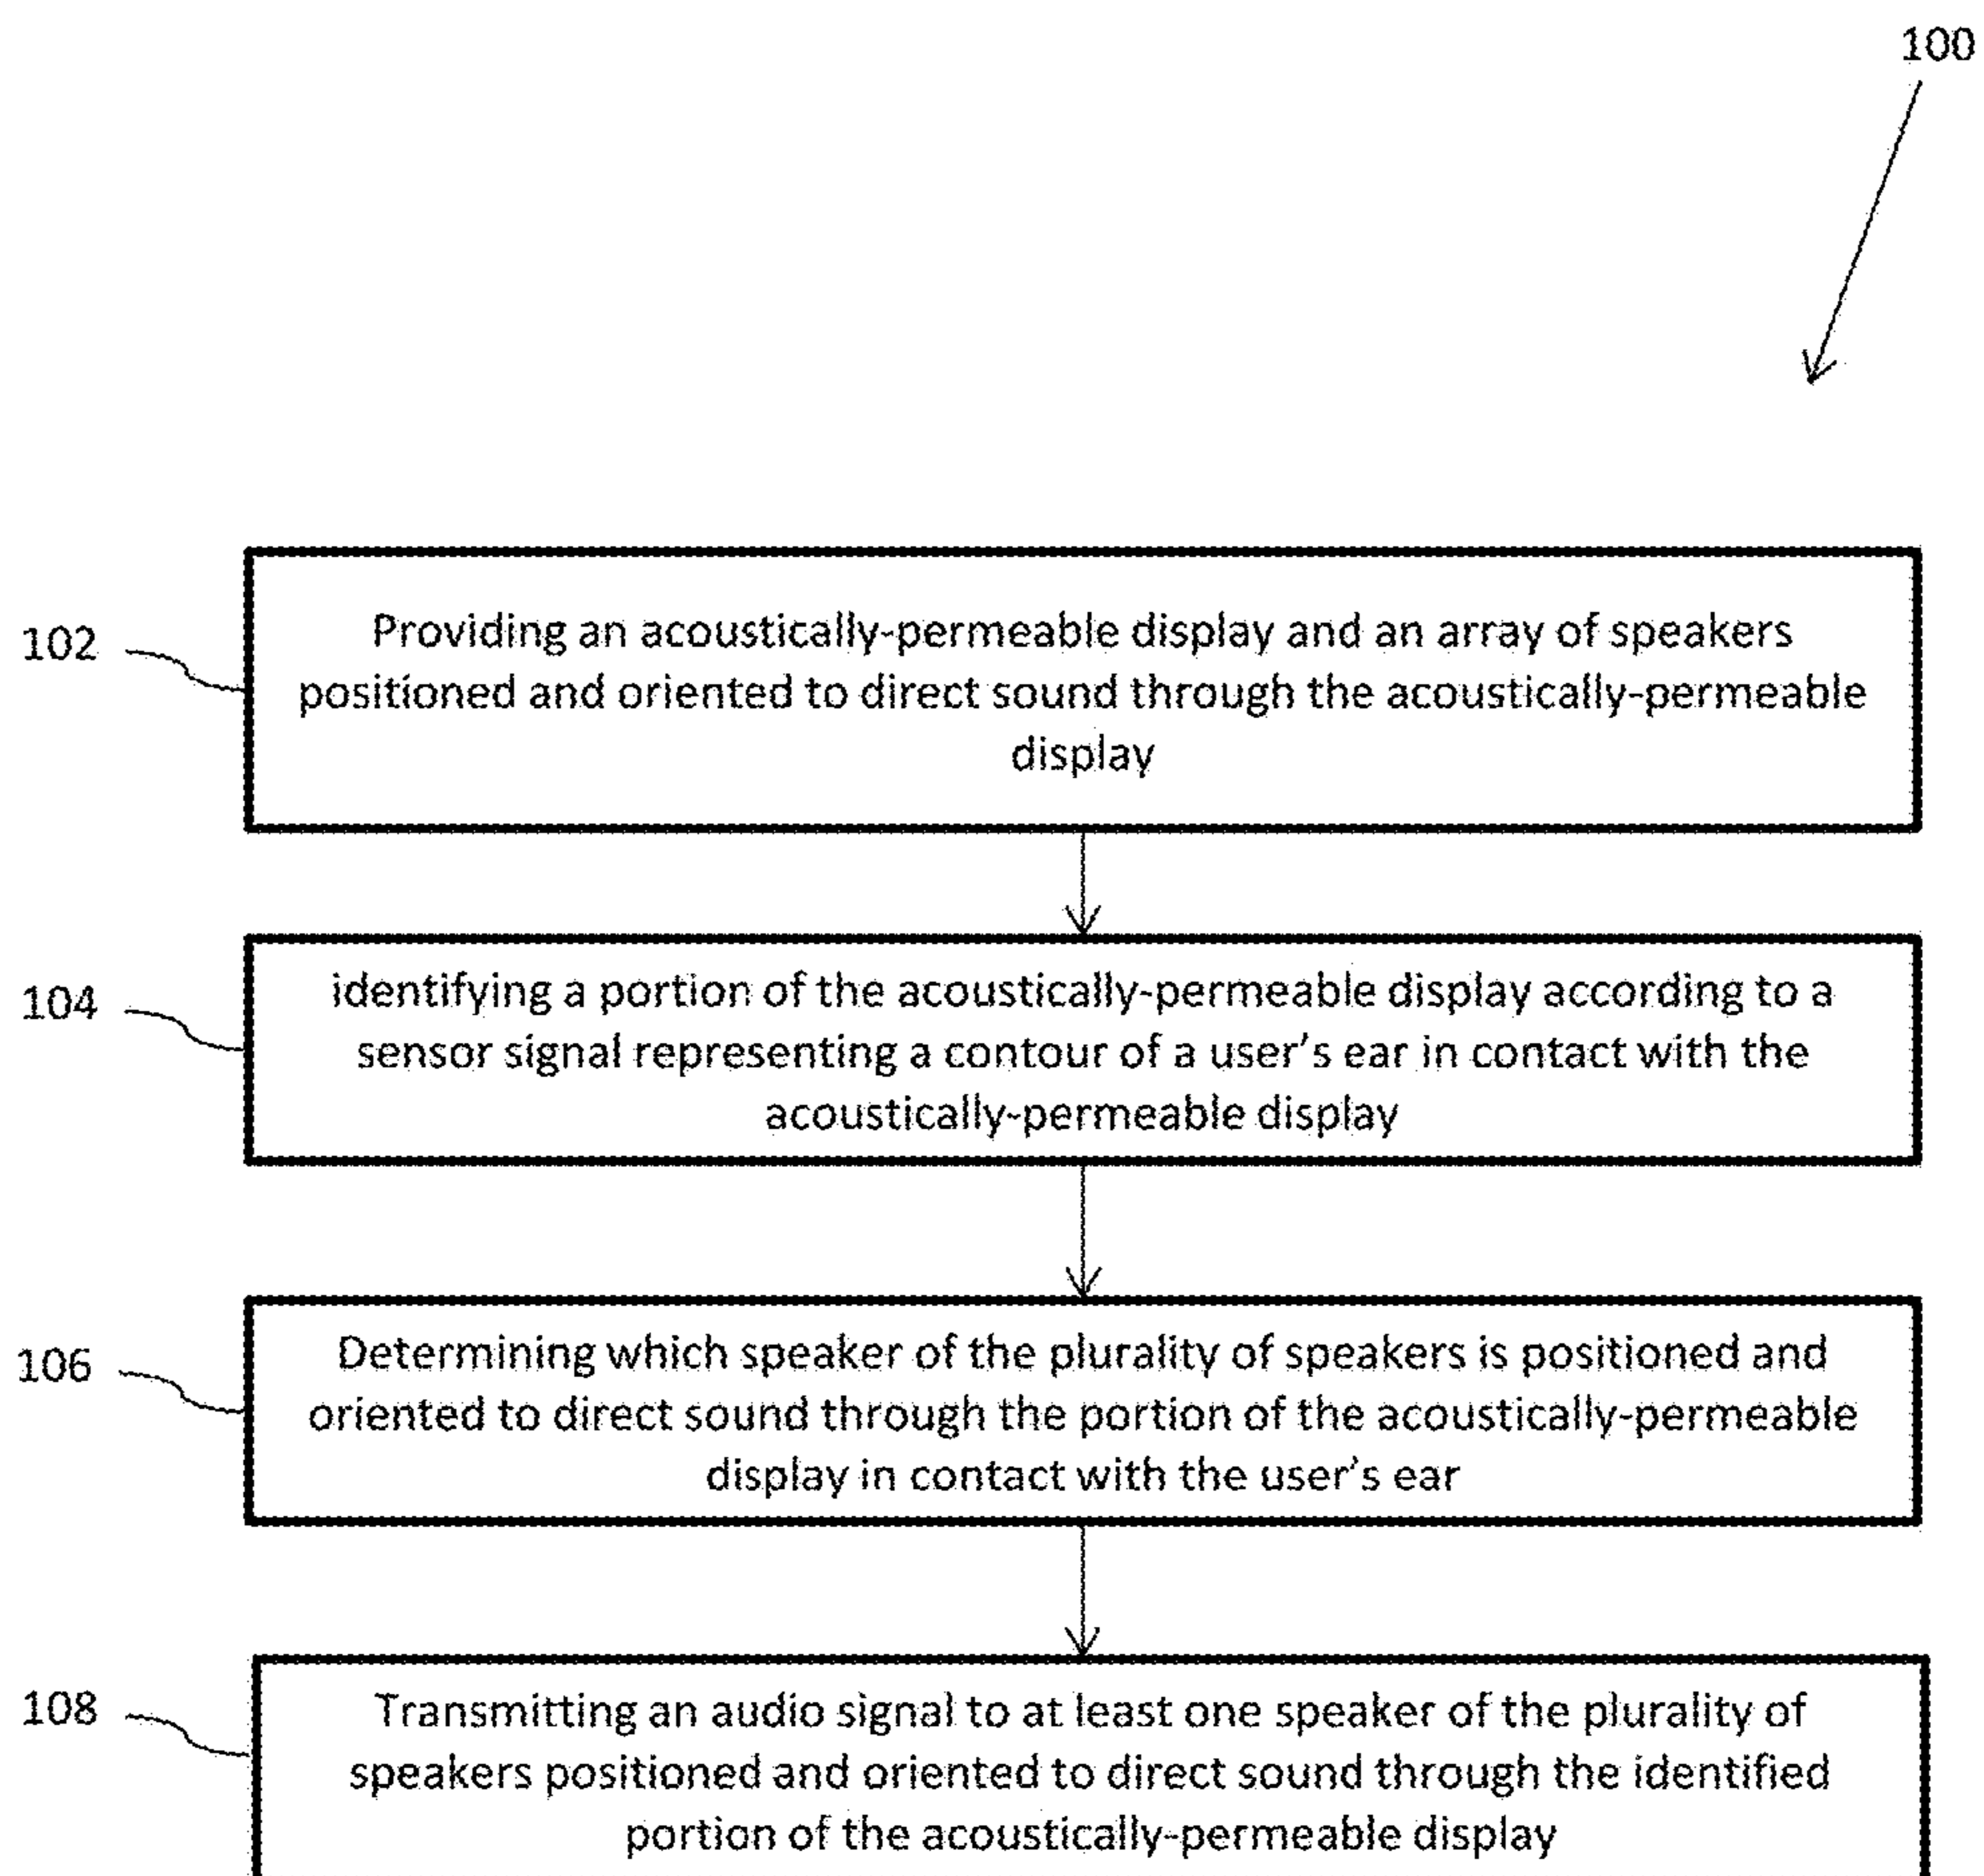 100
102
Providing an acoustically-permeable display and an array of speakers
positioned and oriented to direct sound through the acoustically-permeable
display
104
identifying a portion of the acoustically-permeable display according to a
sensor signal representing a contour of a user's ear in contact with the
acoustically-permeable display
106
Determining which speaker of the plurality of speakers is positioned and
oriented to direct sound through the portion of the acoustically-permeable
display in contact with the user's ear
108
Transmitting an audio signal to at least one speaker of the plurality of
speakers positioned and oriented to direct sound through the identified
portion of the acoustically-permeable display